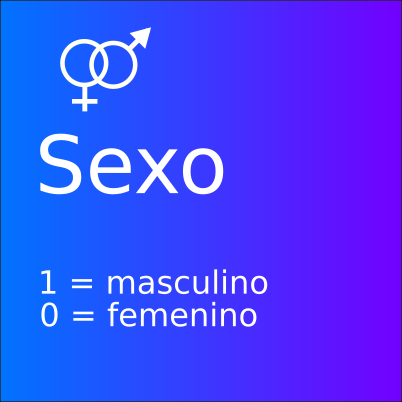 Sexo
1 = masculino
0 = femenino